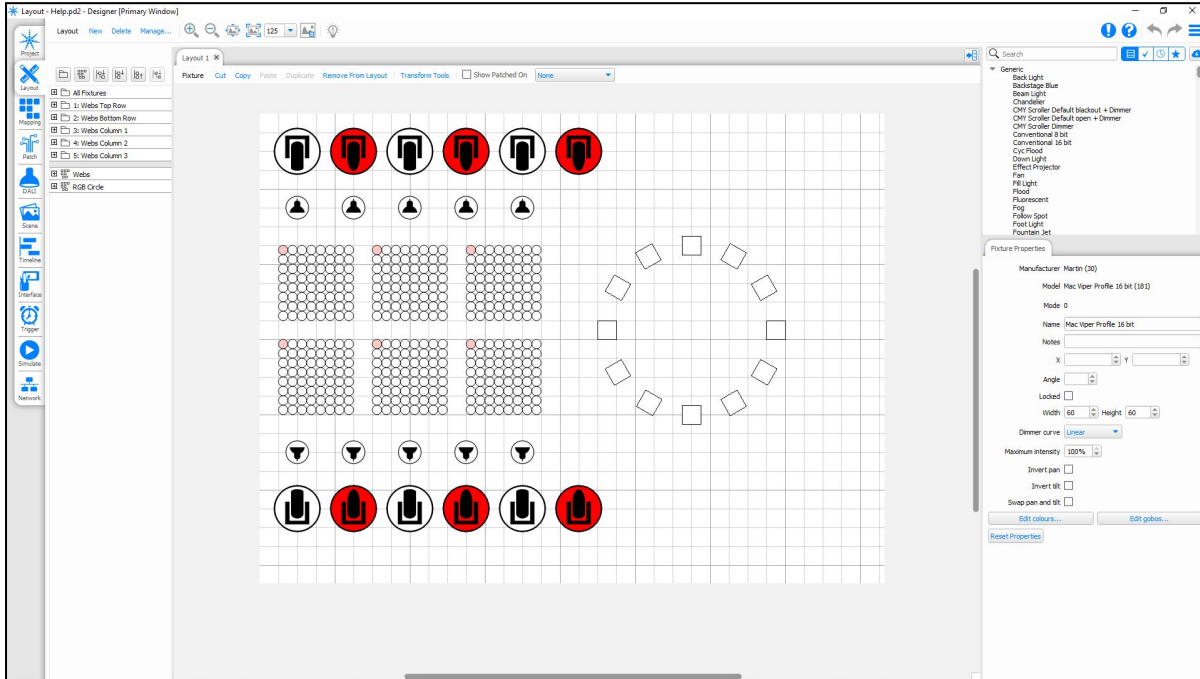 Layout - Help.pd2 - Designer [Primary Window]
Project
Layout
Mapping
Patch
DALI
Scene
Timeline
Interface
Trigger
Simulate
Network
Layout New Delete Manage... 125
All Fixtures
1: Webs Top Row
2: Webs Bottom Row
3: Webs Column 1
4: Webs Column 2
5: Webs Column 3
Webs
RGB Circle
Layout 1
Fixture Cut Copy Paste Duplicate Remove From Layout Transform Tools Show Patched On None
Search
Generic
Back Light
Backstage Blue
Beam Light
Chandelier
CMY Scroller Default blackout + Dimmer
CMY Scroller Default open + Dimmer
CMY Scroller Dimmer
Conventional 8 bit
Conventional 16 bit
Cyc Flood
Down Light
Effect Projector
Fan
Fill Light
Flood
Fluorescent
Fog
Follow Spot
Foot Light
Fountain Jet
Fixture Properties
Manufacturer Martin (30)
Model Mac Viper Profile 16 bit (181)
Mode 0
Name Mac Viper Profile 16 bit
Notes
X Y
Angle
Locked
Width 60 Height 60
Dimmer curve Linear
Maximum intensity 100%
Invert pan
Invert tilt
Swap pan and tilt
Edit colours... Edit gobos...
Reset Properties